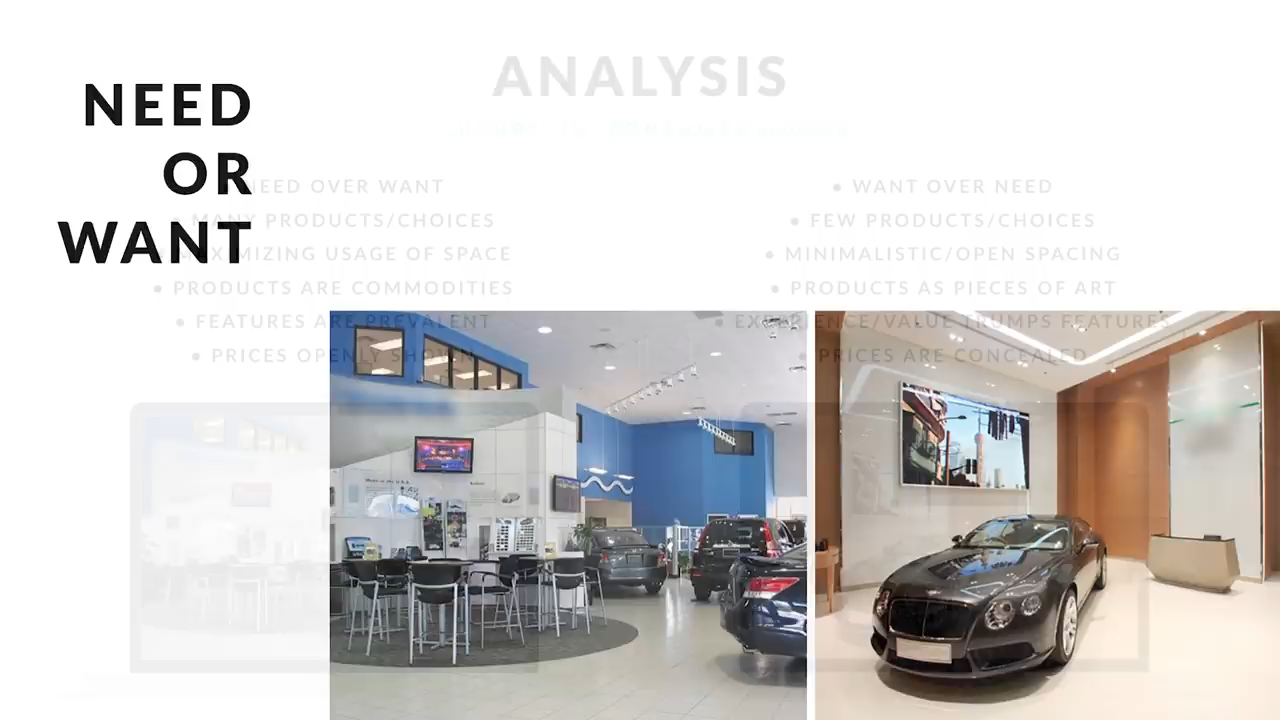 NEED
OR
WANT
ANALYSIS
NEED OVER WANT
• MANY PRODUCTS/CHOICES
• MAXIMIZING USAGE OF SPACE
• PRODUCTS ARE COMMODITIES
• FEATURES ARE PREVALENT
• PRICES OPENLY SHOWN
• WANT OVER NEED
• FEW PRODUCTS/CHOICES
• MINIMALISTIC/OPEN SPACING
• PRODUCTS AS PIECES OF ART
• EXPERIENCE/VALUE TRUMPS FEATURES
• PRICES ARE CONCEALED